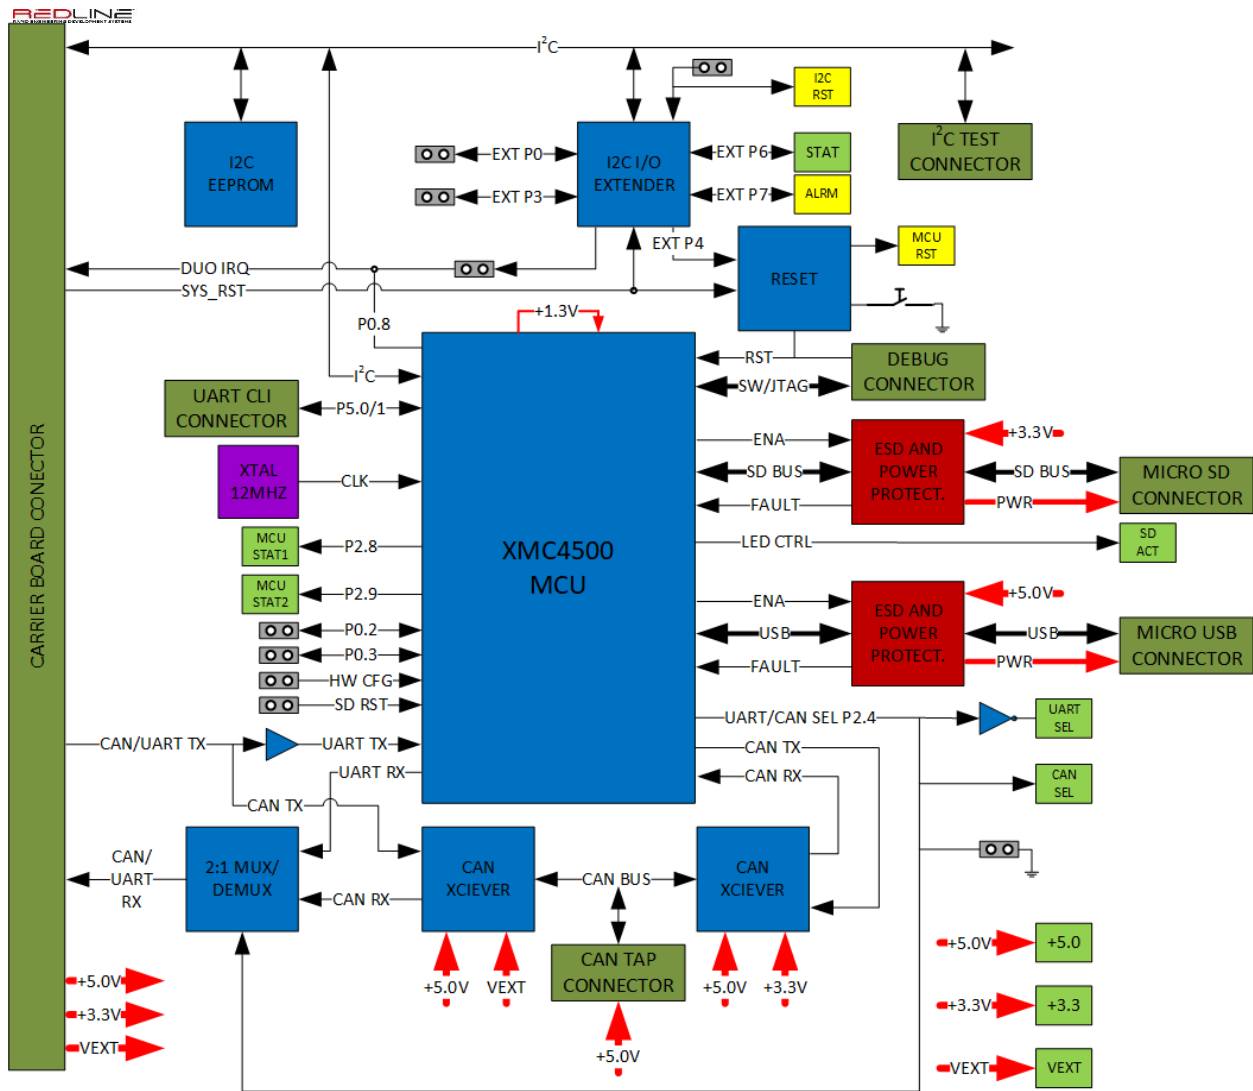 REDLINE
RAPID ENGINEERING DEVELOPMENT SYSTEMS
I²C
I2C
RST
I2C
EEPROM
EXT P0
I2C I/O
EXTENDER
EXT P6
STAT
I²C TEST
CONNECTOR
EXT P3
EXT P7
ALRM
EXT P4
MCU
RST
DUO IRQ
RESET
SYS_RST
+1.3V
P0.8
RST
DEBUG
CONNECTOR
I²C
SW/JTAG
UART CLI
CONNECTOR
P5.0/1
ENA
ESD AND
POWER
PROTECT.
+3.3V
XTAL
12MHZ
CLK
SD BUS
SD BUS
MICRO SD
CONNECTOR
FAULT
PWR
CARRIER BOARD CONECTOR
MCU
STAT1
P2.8
XMC4500
MCU
LED CTRL
SD
ACT
MCU
STAT2
P2.9
ENA
ESD AND
POWER
PROTECT.
+5.0V
P0.2
USB
USB
MICRO USB
CONNECTOR
P0.3
FAULT
PWR
HW CFG
SD RST
UART/CAN SEL P2.4
UART
SEL
CAN/UART TX
UART TX
CAN TX
UART RX
CAN RX
CAN
SEL
CAN TX
CAN/
UART
RX
2:1 MUX/
DEMUX
CAN RX
CAN
XCIEVER
CAN BUS
CAN
XCIEVER
CAN TAP
CONNECTOR
+5.0V
+5.0
+5.0V
+5.0V
VEXT
+5.0V
+3.3V
+3.3V
+3.3V
+3.3
VEXT
+5.0V
VEXT
VEXT